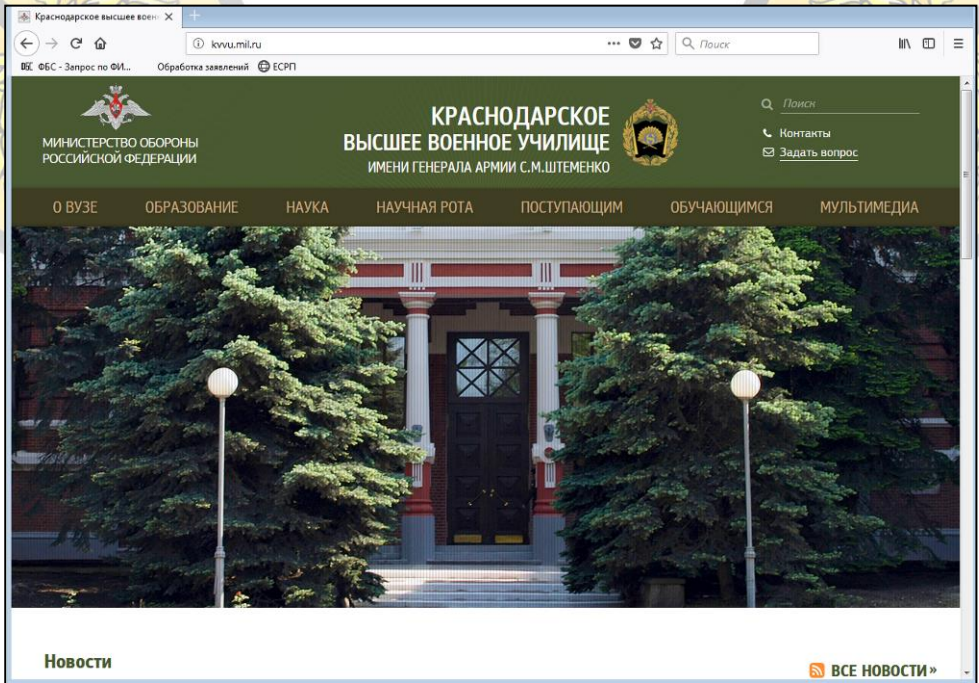 Краснодарское высшее воен
kvvu.mil.ru
Поиск
ФБС - Запрос по ФИ...
Обработка заявлений
ЕСРП
МИНИСТЕРСТВО ОБОРОНЫ
РОССИЙСКОЙ ФЕДЕРАЦИИ
КРАСНОДАРСКОЕ
ВЫСШЕЕ ВОЕННОЕ УЧИЛИЩЕ
ИМЕНИ ГЕНЕРАЛА АРМИИ С.М.ШТЕМЕНКО
Поиск
Контакты
Задать вопрос
О ВУЗЕ ОБРАЗОВАНИЕ НАУКА НАУЧНАЯ РОТА ПОСТУПАЮЩИМ ОБУЧАЮЩИМСЯ МУЛЬТИМЕДИА
Новости
ВСЕ НОВОСТИ»